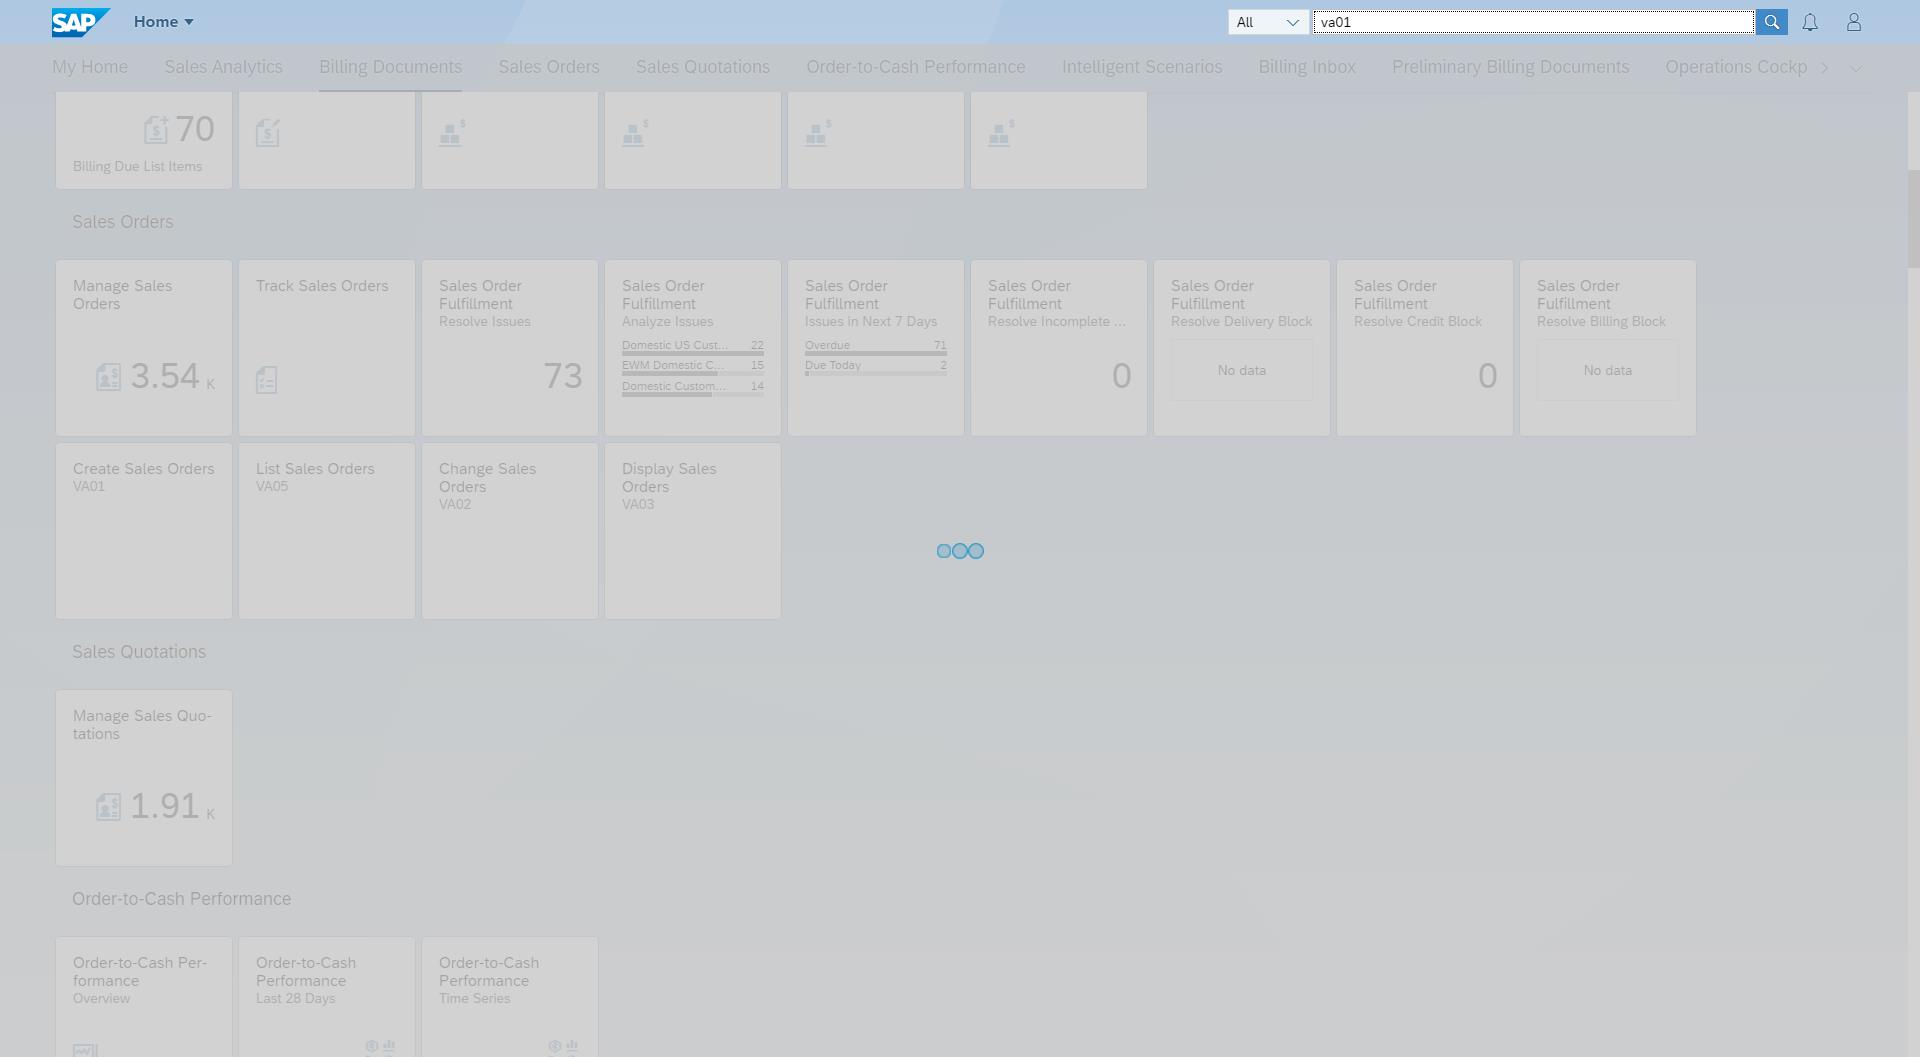 SAP Home All va01
My Home Sales Analytics Billing Documents Sales Orders Sales Quotations Order-to-Cash Performance Intelligent Scenarios Billing Inbox Preliminary Billing Documents Operations Cockp
70
Billing Due List Items
Sales Orders
Manage Sales
Orders
3.54 K
Track Sales Orders
Sales Order
Fulfillment
Resolve Issues
73
Sales Order
Fulfillment
Analyze Issues
Domestic US Cust... 22
EWM Domestic C... 15
Domestic Custom... 14
Sales Order
Fulfillment
Issues in Next 7 Days
Overdue 71
Due Today 2
Sales Order
Fulfillment
Resolve Incomplete ...
0
Sales Order
Fulfillment
Resolve Delivery Block
No data
Sales Order
Fulfillment
Resolve Credit Block
0
Sales Order
Fulfillment
Resolve Billing Block
No data
Create Sales Orders
VA01
List Sales Orders
VA05
Change Sales
Orders
VA02
Display Sales
Orders
VA03
Sales Quotations
Manage Sales Quo-
tations
1.91 K
Order-to-Cash Performance
Order-to-Cash Per-
formance
Overview
Order-to-Cash
Performance
Last 28 Days
Order-to-Cash
Performance
Time Series